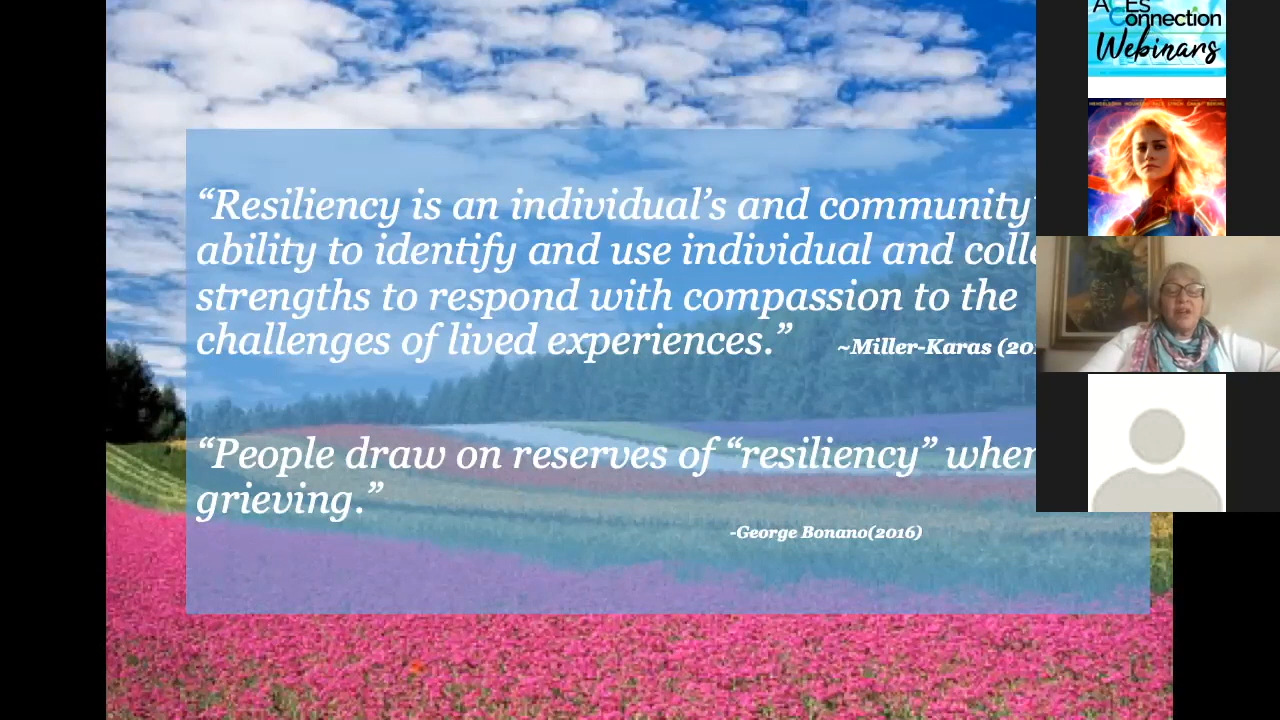 “Resiliency is an individual’s and community’
ability to identify and use individual and
strengths to respond with compassion to the
challenges of lived experiences.”
~Miller-Karas
“People draw on reserves of “resiliency” when
grieving.”
-George Bonano(2016)
ACEs
Connection
Webinars